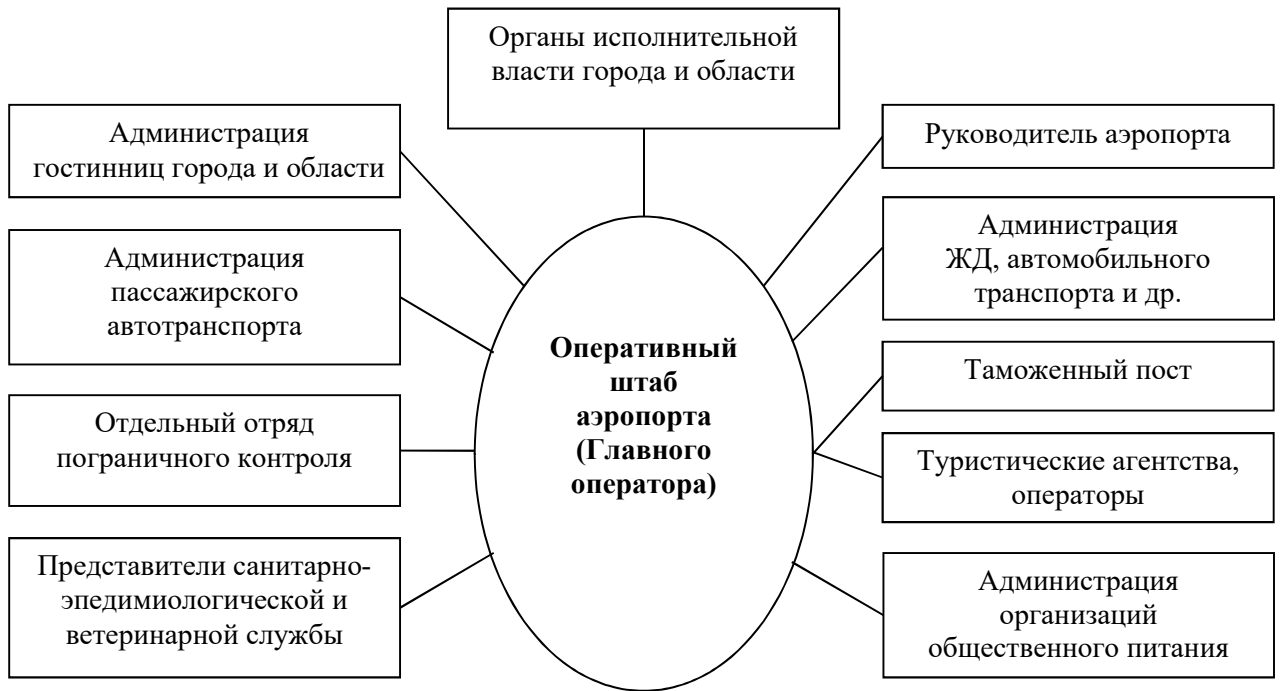 Органы исполнительной
власти города и области
Администрация
гостинниц города и области
Администрация
пассажирского
автотранспорта
Отдельный отряд
пограничного контроля
Представители санитарно-
эпедимиологической и
ветеринарной службы
Оперативный
штаб
аэропорта
(Главного
оператора)
Руководитель аэропорта
Администрация
ЖД, автомобильного
транспорта и др.
Таможенный пост
Туристические агентства,
операторы
Администрация
организаций
общественного питания